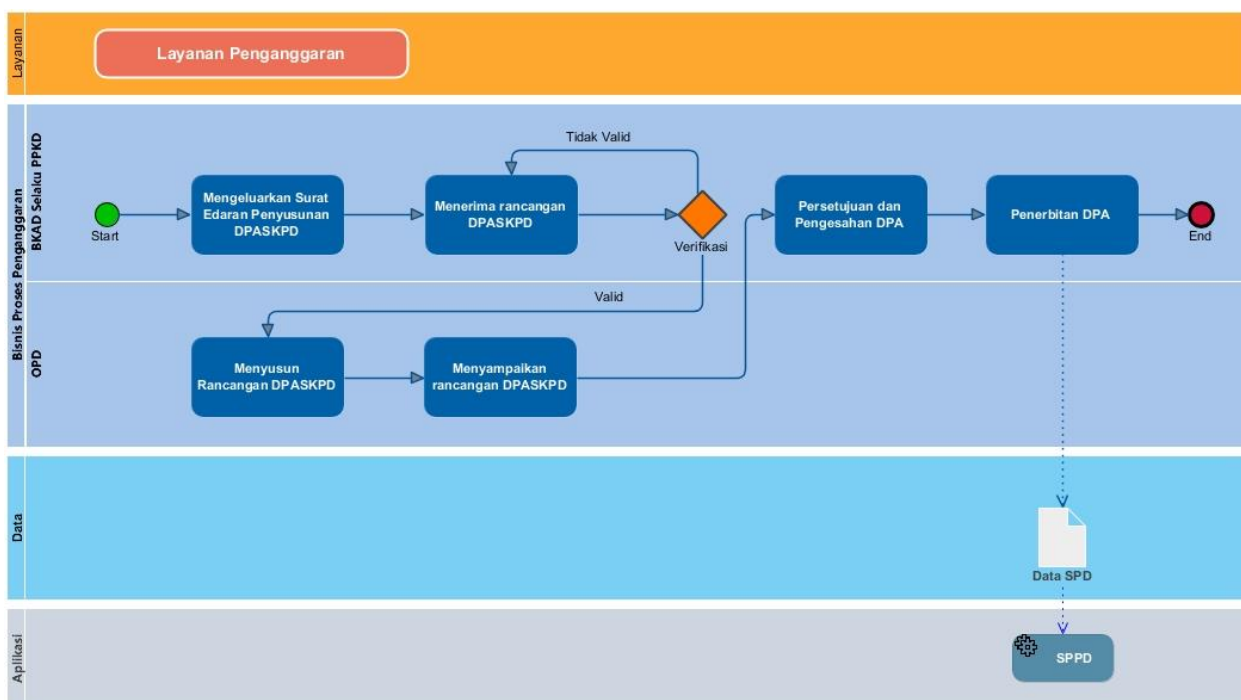 Layanan
Layanan Penganggaran
Bisnis Proses Penganggaran
BKAD Selaku PPKD
Tidak Valid
Start
Mengeluarkan Surat
Edaran Penyusunan
DPASKPD
Menerima rancangan
DPASKPD
Verifikasi
Persetujuan dan
Pengesahan DPA
Penerbitan DPA
End
OPD
Valid
Menyusun
Rancangan DPASKPD
Menyampaikan
rancangan DPASKPD
Data
Data SPD
Aplikasi
SPPD